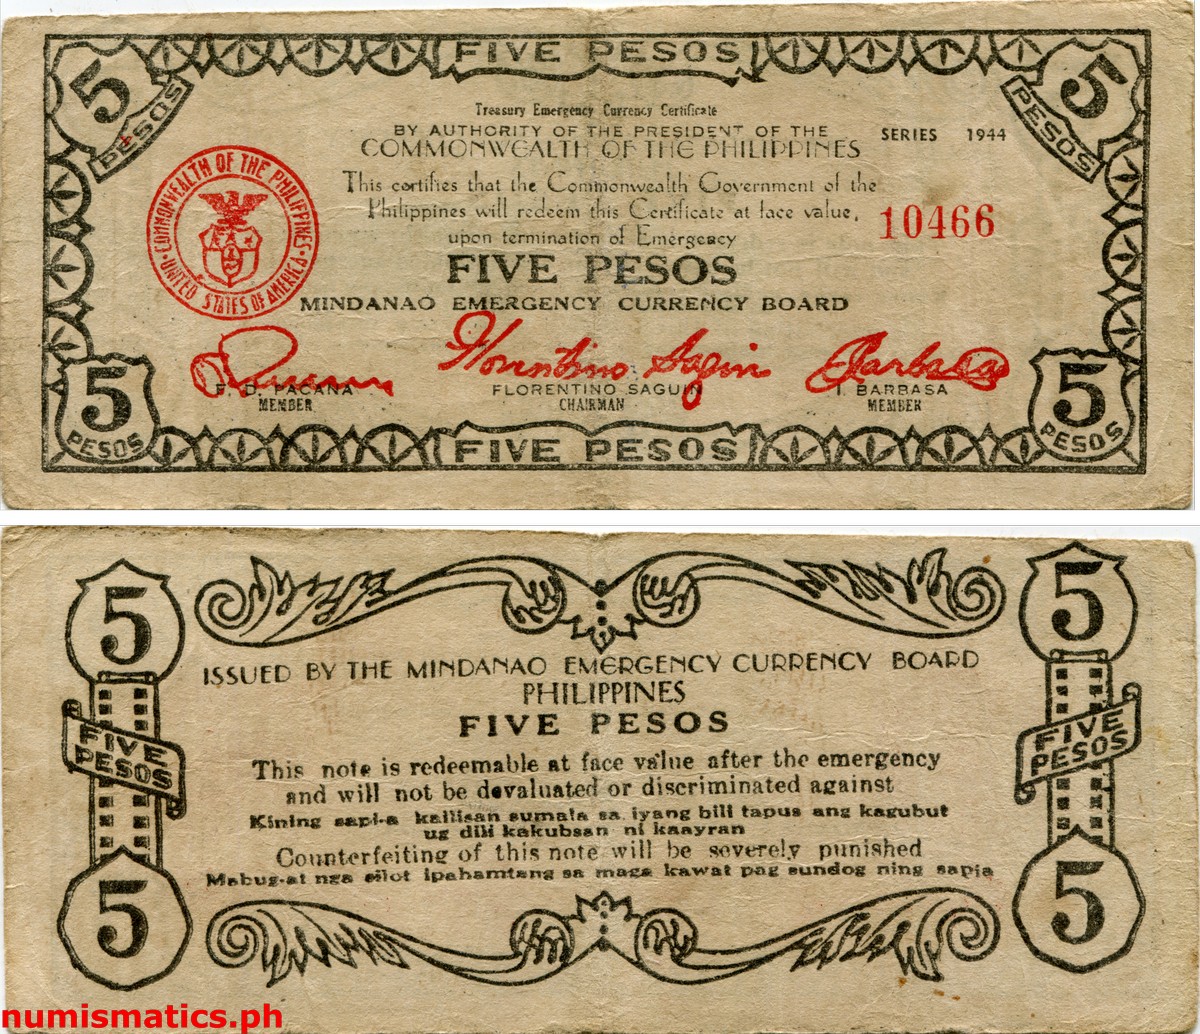 FIVE PESOS
5 PESOS
5 PESOS
Treasury Emergency Currency Certificate
BY AUTHORITY OF THE PRESIDENT OF THE
SERIES 1944
COMMONWEALTH OF THE PHILIPPINES
This certifies that the Commonwealth Government of the
Philippines will redeem this Certificate at face value,
upon termination of Emergency
10466
COMMONWEALTH OF THE PHILIPPINES
UNITED STATES OF AMERICA
FIVE PESOS
MINDANAO EMERGENCY CURRENCY BOARD
Florentino Saguin
Barbasa
F. D. PACANA
FLORENTINO SAGUIN
I. BARBASA
MEMBER
CHAIRMAN
MEMBER
5 PESOS
5 PESOS
FIVE PESOS
5
5
ISSUED BY THE MINDANAO EMERGENCY CURRENCY BOARD
PHILIPPINES
FIVE PESOS
FIVE PESOS
FIVE PESOS
This note is redeemable at face value after the emergency
and will not be devaluated or discriminated against
Kining sapi-a kailisan sumala sa iyang bili tapus ang kagubut
ug dili kakubsan ni kaayran
Counterfeiting of this note will be severely punished
Mabug-at nga silot ipahamtang sa maga kawat pag sundog ning sapia
5
5
numismatics.ph